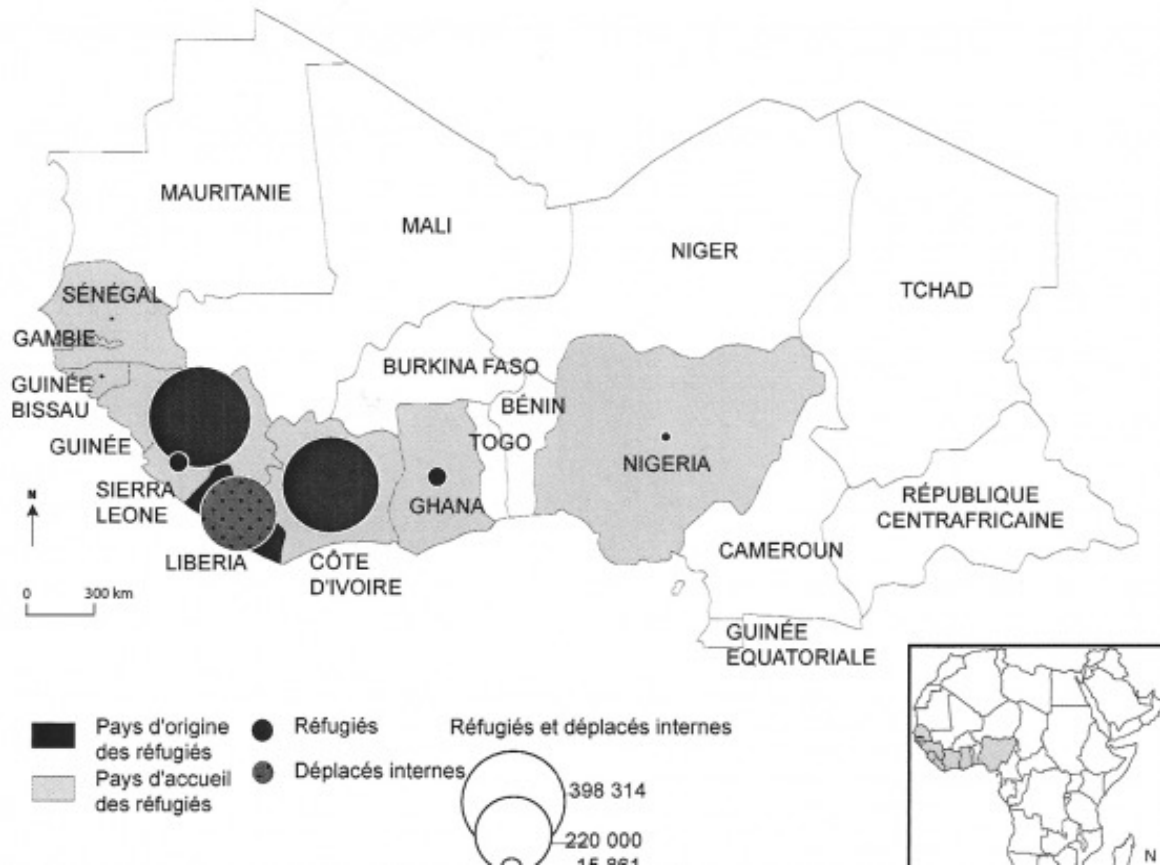 MAURITANIE
MALI
NIGER
TCHAD
SÉNÉGAL
GAMBIE
GUINÉE
BISSAU
GUINÉE
BURKINA FASO
BÉNIN
TOGO
NIGERIA
GHANA
SIERRA
LEONE
LIBERIA
CÔTE
D'IVOIRE
RÉPUBLIQUE
CENTRAFRICAINE
CAMEROUN
GUINÉE
EQUATORIALE
N
0 300 km
Pays d'origine
des réfugiés
Pays d'accueil
des réfugiés
Réfugiés
Déplacés internes
Réfugiés et déplacés internes
398 314
220 000
15 861
N